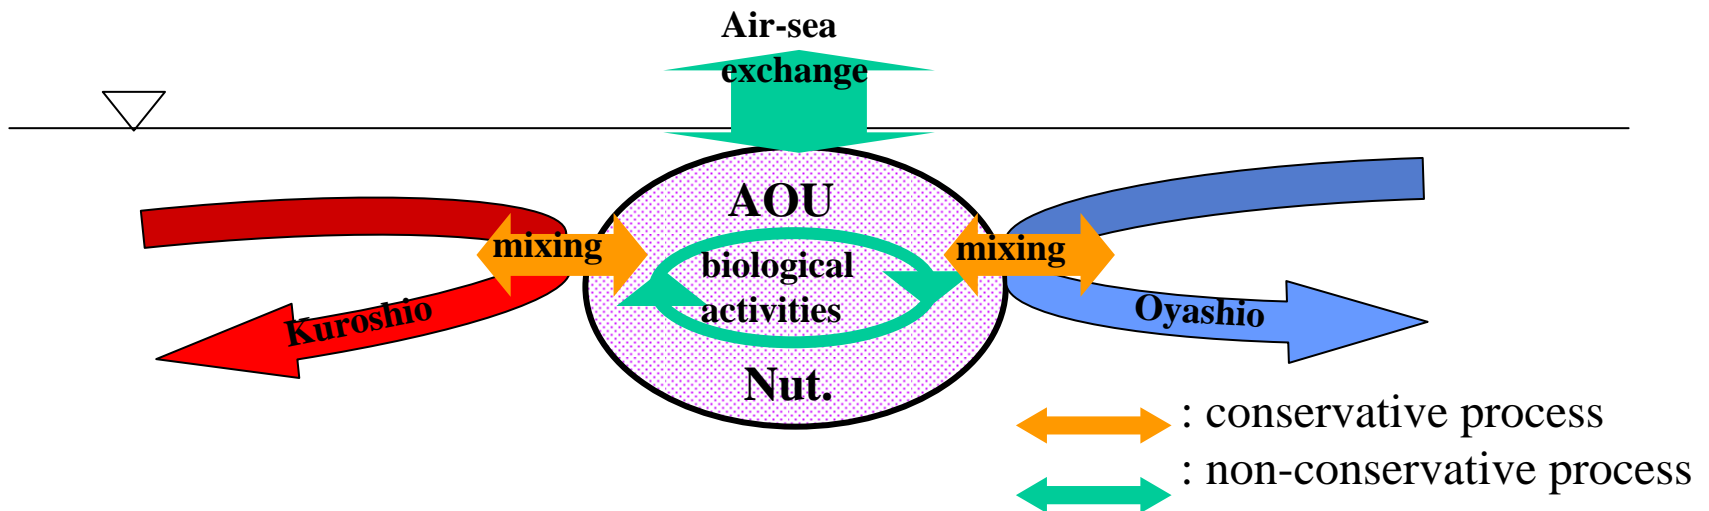 Air-sea
exchange
AOU
mixing
mixing
biological
activities
Kuroshio
Oyashio
Nut.
: conservative process
: non-conservative process